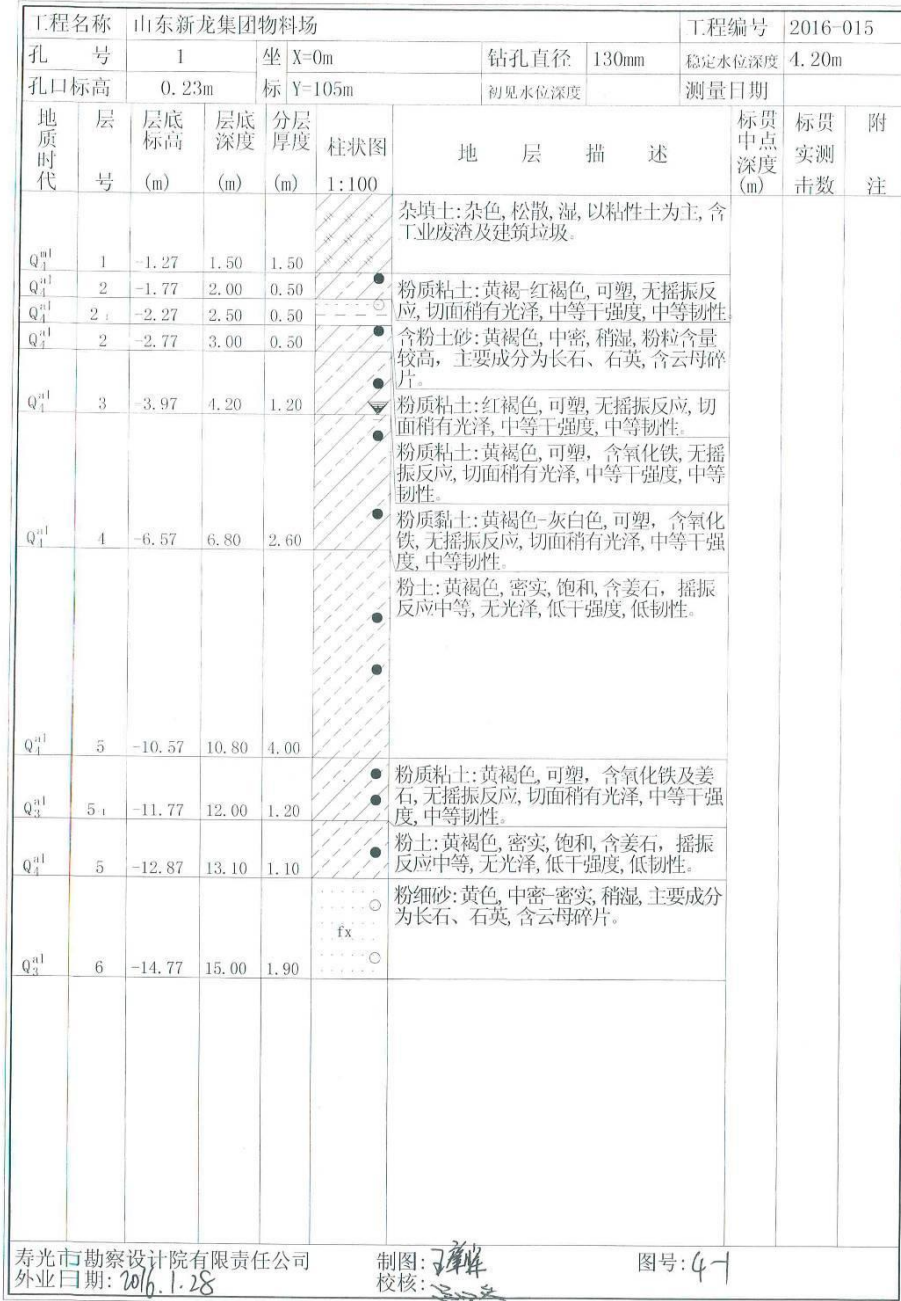 工程名称 山东新龙集团物料场 工程编号 2016-015
孔号 1 坐 X=0m 钻孔直径 130mm 稳定水位深度 4.20m
孔口标高 0.23m 标 Y=105m 初见水位深度 测量日期
地质时代 层号 层底标高(m) 层底深度(m) 分层厚度(m) 柱状图1:100 地层描述 标贯中点深度(m) 标贯实测击数 附注
杂填土:杂色,松散,湿,以粘性土为主,含
工业废渣及建筑垃圾。
Q₄ᵐˡ 1 -1.27 1.50 1.50
Q₄ᵃˡ 2 -1.77 2.00 0.50
粉质粘土:黄褐-红褐色,可塑,无摇振反
应,切面稍有光泽,中等干强度,中等韧性
Q₄ᵃˡ 2₁ -2.27 2.50 0.50
Q₄ᵃˡ 2 -2.77 3.00 0.50
含粉土砂:黄褐色,中密,稍湿,粉粒含量
较高,主要成分为长石、石英,含云母碎
片。
Q₄ᵃˡ 3 -3.97 4.20 1.20
粉质粘土:红褐色,可塑,无摇振反应,切
面稍有光泽,中等干强度,中等韧性。
粉质粘土:黄褐色,可塑,含氧化铁,无摇
振反应,切面稍有光泽,中等干强度,中等
韧性。
Q₄ᵃˡ 4 -6.57 6.80 2.60
粉质黏土:黄褐色-灰白色,可塑,含氧化
铁,无摇振反应,切面稍有光泽,中等干强
度,中等韧性。
粉土:黄褐色,密实,饱和,含姜石,摇振
反应中等,无光泽,低干强度,低韧性。
Q₄ᵃˡ 5 -10.57 10.80 4.00
粉质粘土:黄褐色,可塑,含氧化铁及姜
石,无摇振反应,切面稍有光泽,中等干强
度,中等韧性。
Q₃ᵃˡ 5₁ -11.77 12.00 1.20
粉土:黄褐色,密实,饱和,含姜石,摇振
反应中等,无光泽,低干强度,低韧性。
Q₄ᵃˡ 5 -12.87 13.10 1.10
粉细砂:黄色,中密-密实,稍湿,主要成分
为长石、石英,含云母碎片。
fx
Q₃ᵃˡ 6 -14.77 15.00 1.90
寿光市勘察设计院有限责任公司 制图: 图号:4-1
外业日期:2016.1.28 校核: